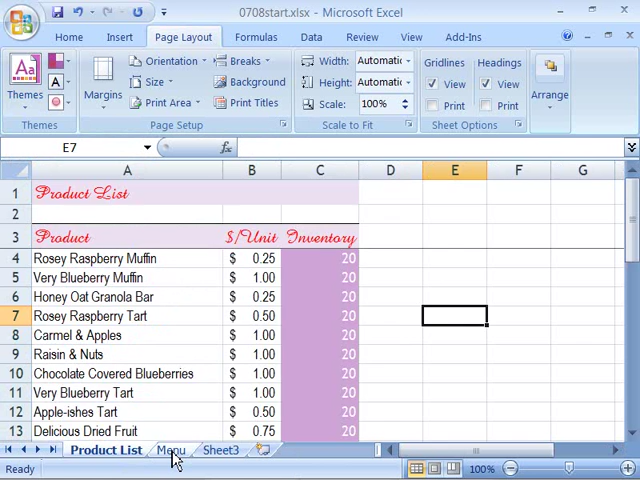 0708start.xlsx - Microsoft Excel
Home Insert Page Layout Formulas Data Review View Add-Ins
Themes Margins Orientation Size Print Area Breaks Background Print Titles Width: Automatic Height: Automatic Scale: 100% Gridlines View Print Headings View Print Arrange
Themes Page Setup Scale to Fit Sheet Options
E7 fx
A B C D E F G
1 Product List
2
3 Product $/Unit Inventory
4 Rosey Raspberry Muffin $ 0.25 20
5 Very Blueberry Muffin $ 1.00 20
6 Honey Oat Granola Bar $ 0.25 20
7 Rosey Raspberry Tart $ 0.50 20
8 Carmel & Apples $ 1.00 20
9 Raisin & Nuts $ 1.00 20
10 Chocolate Covered Blueberries $ 1.00 20
11 Very Blueberry Tart $ 1.00 20
12 Apple-ishes Tart $ 0.50 20
13 Delicious Dried Fruit $ 0.75 20
Product List Menu Sheet3
Ready 100%